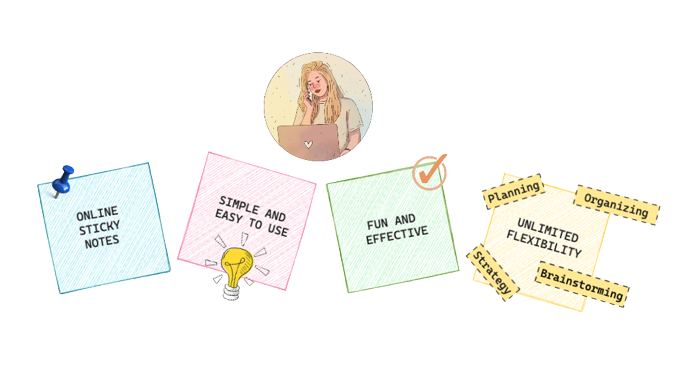 ONLINE
STICKY
NOTES
SIMPLE AND
EASY TO USE
FUN AND
EFFECTIVE
Planning
Organizing
UNLIMITED
FLEXIBILITY
Strategy
Brainstorming